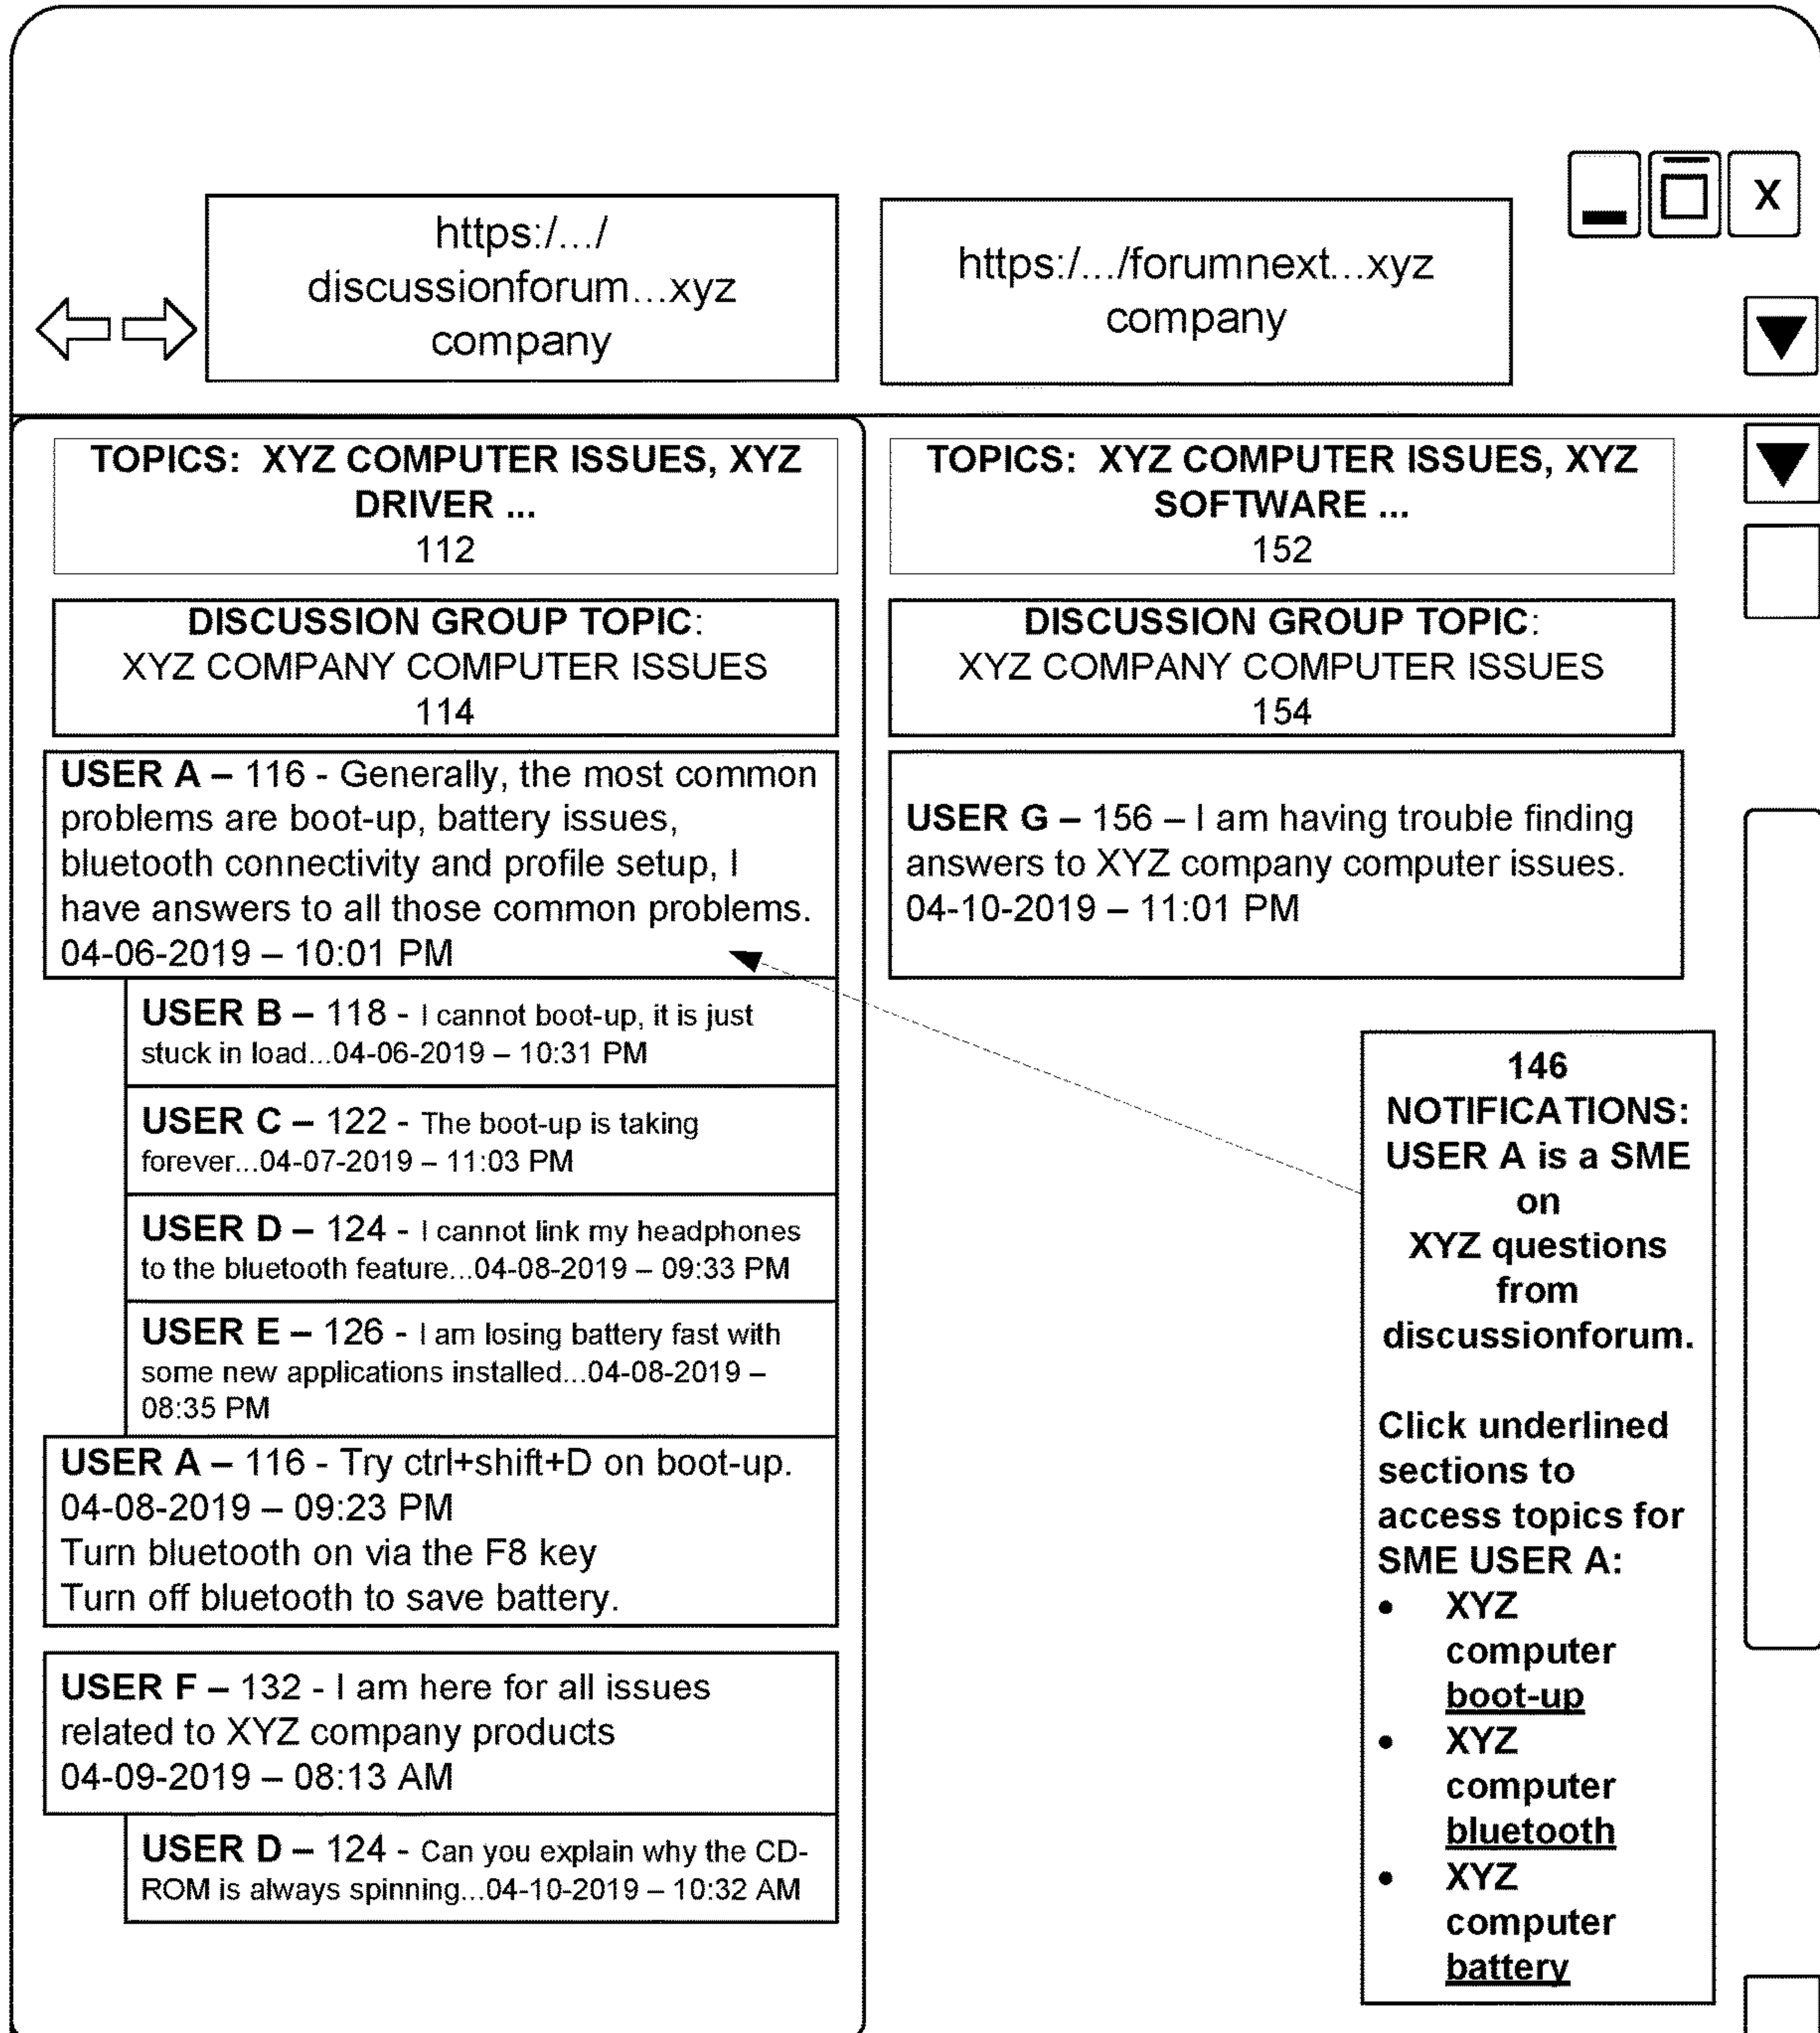 X
https:/.../
discussionforum...xyz
company
https:/.../forumnext...xyz
company
TOPICS: XYZ COMPUTER ISSUES, XYZ
DRIVER ...
112
DISCUSSION GROUP TOPIC:
XYZ COMPANY COMPUTER ISSUES
114
USER A – 116 - Generally, the most common
problems are boot-up, battery issues,
bluetooth connectivity and profile setup, I
have answers to all those common problems.
04-06-2019 – 10:01 PM
USER B – 118 - I cannot boot-up, it is just
stuck in load...04-06-2019 – 10:31 PM
USER C – 122 - The boot-up is taking
forever...04-07-2019 – 11:03 PM
USER D – 124 - I cannot link my headphones
to the bluetooth feature...04-08-2019 – 09:33 PM
USER E – 126 - I am losing battery fast with
some new applications installed...04-08-2019 –
08:35 PM
USER A – 116 - Try ctrl+shift+D on boot-up.
04-08-2019 – 09:23 PM
Turn bluetooth on via the F8 key
Turn off bluetooth to save battery.
USER F – 132 - I am here for all issues
related to XYZ company products
04-09-2019 – 08:13 AM
USER D – 124 - Can you explain why the CD-
ROM is always spinning...04-10-2019 – 10:32 AM
TOPICS: XYZ COMPUTER ISSUES, XYZ
SOFTWARE ...
152
DISCUSSION GROUP TOPIC:
XYZ COMPANY COMPUTER ISSUES
154
USER G – 156 – I am having trouble finding
answers to XYZ company computer issues.
04-10-2019 – 11:01 PM
146
NOTIFICATIONS:
USER A is a SME
on
XYZ questions
from
discussionforum.
Click underlined
sections to
access topics for
SME USER A:
• XYZ
computer
boot-up
• XYZ
computer
bluetooth
• XYZ
computer
battery